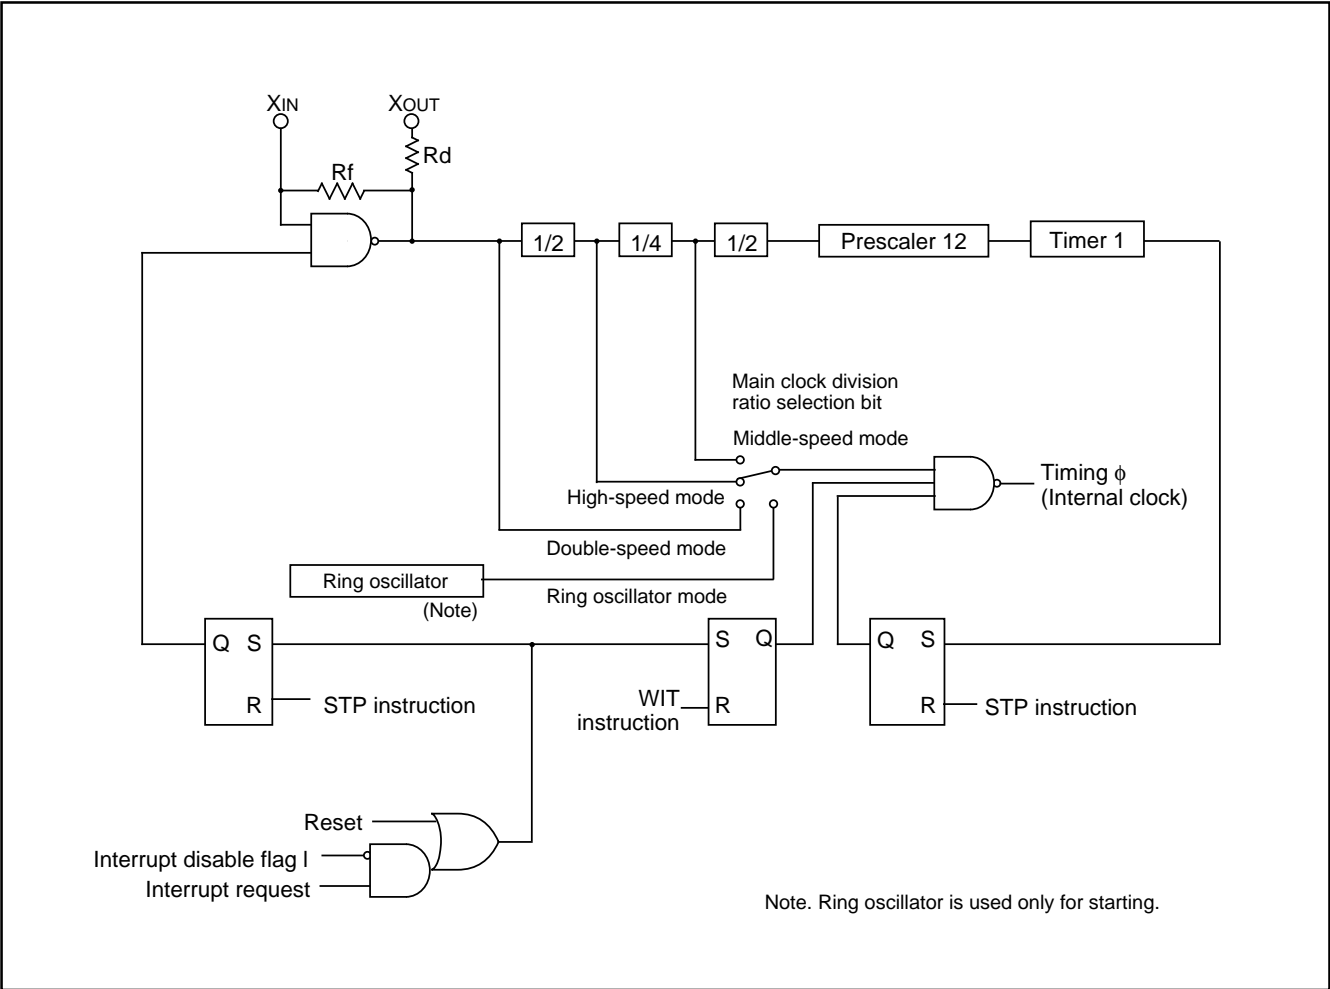 XIN
XOUT
Rd
Rf
1/2
1/4
1/2
Prescaler 12
Timer 1
Main clock division
ratio selection bit
Middle-speed mode
Timing ϕ
(Internal clock)
High-speed mode
Double-speed mode
Ring oscillator
Ring oscillator mode
(Note)
Q S
R
STP instruction
S Q
R
WIT
instruction
Q S
R
STP instruction
Reset
Interrupt disable flag I
Interrupt request
Note. Ring oscillator is used only for starting.